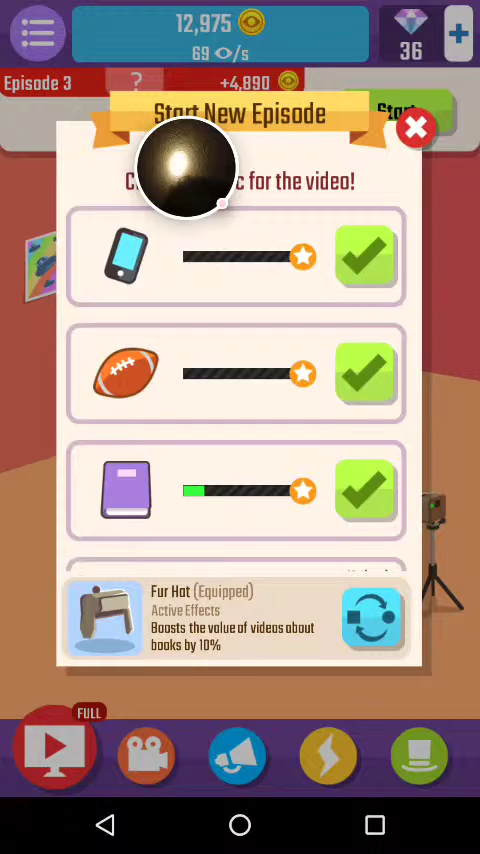 12,975
36
69 /s
Episode 3
?
+4,890
Start New Episode
for the video!
Fur Hat (Equipped)
Active Effects
Boosts the value of videos about
books by 10%
FULL